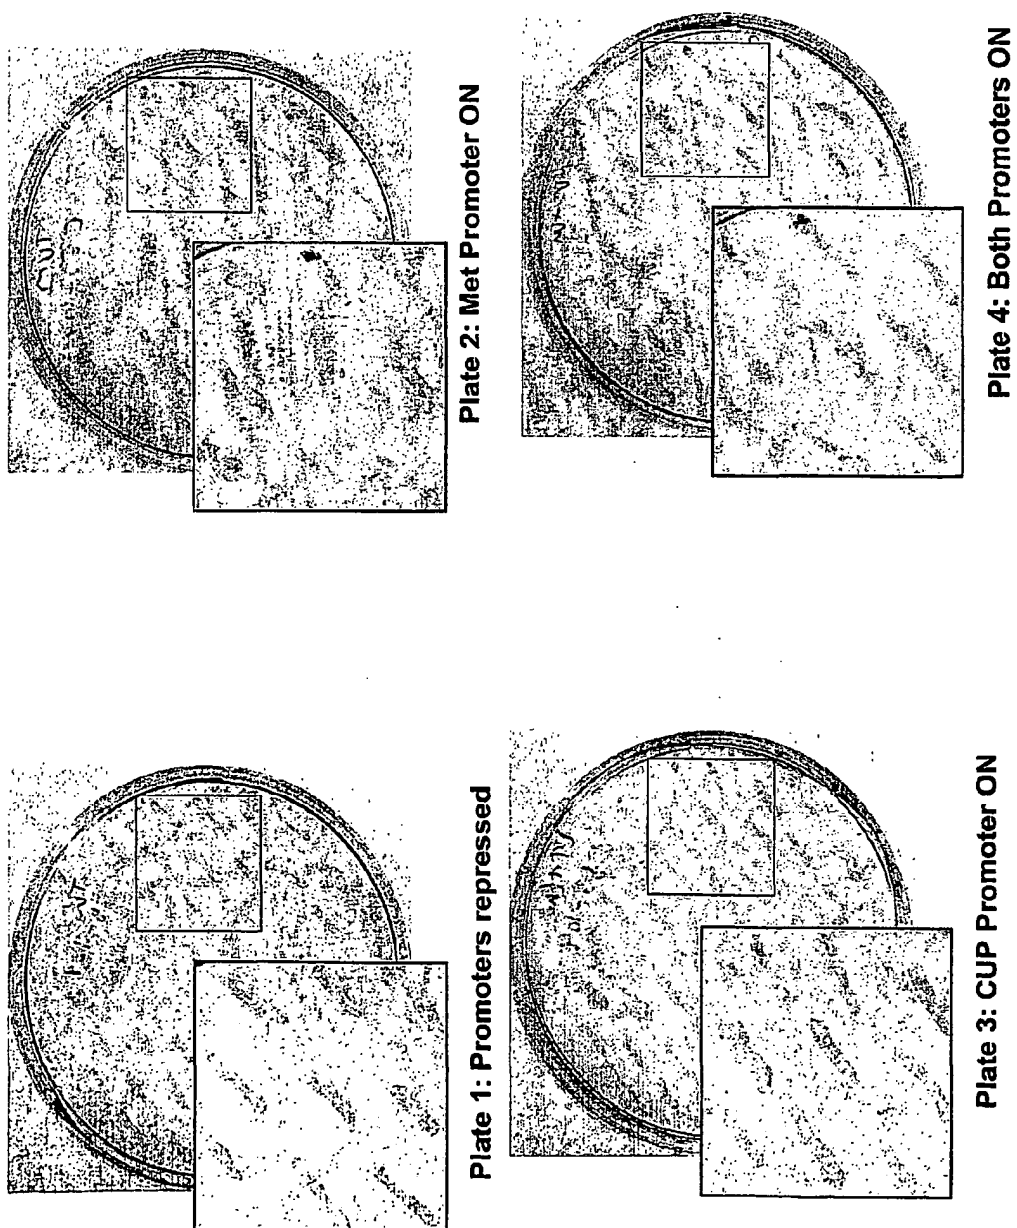 Plate 1: Promoters repressed
Plate 2: Met Promoter ON
Plate 3: CUP Promoter ON
Plate 4: Both Promoters ON